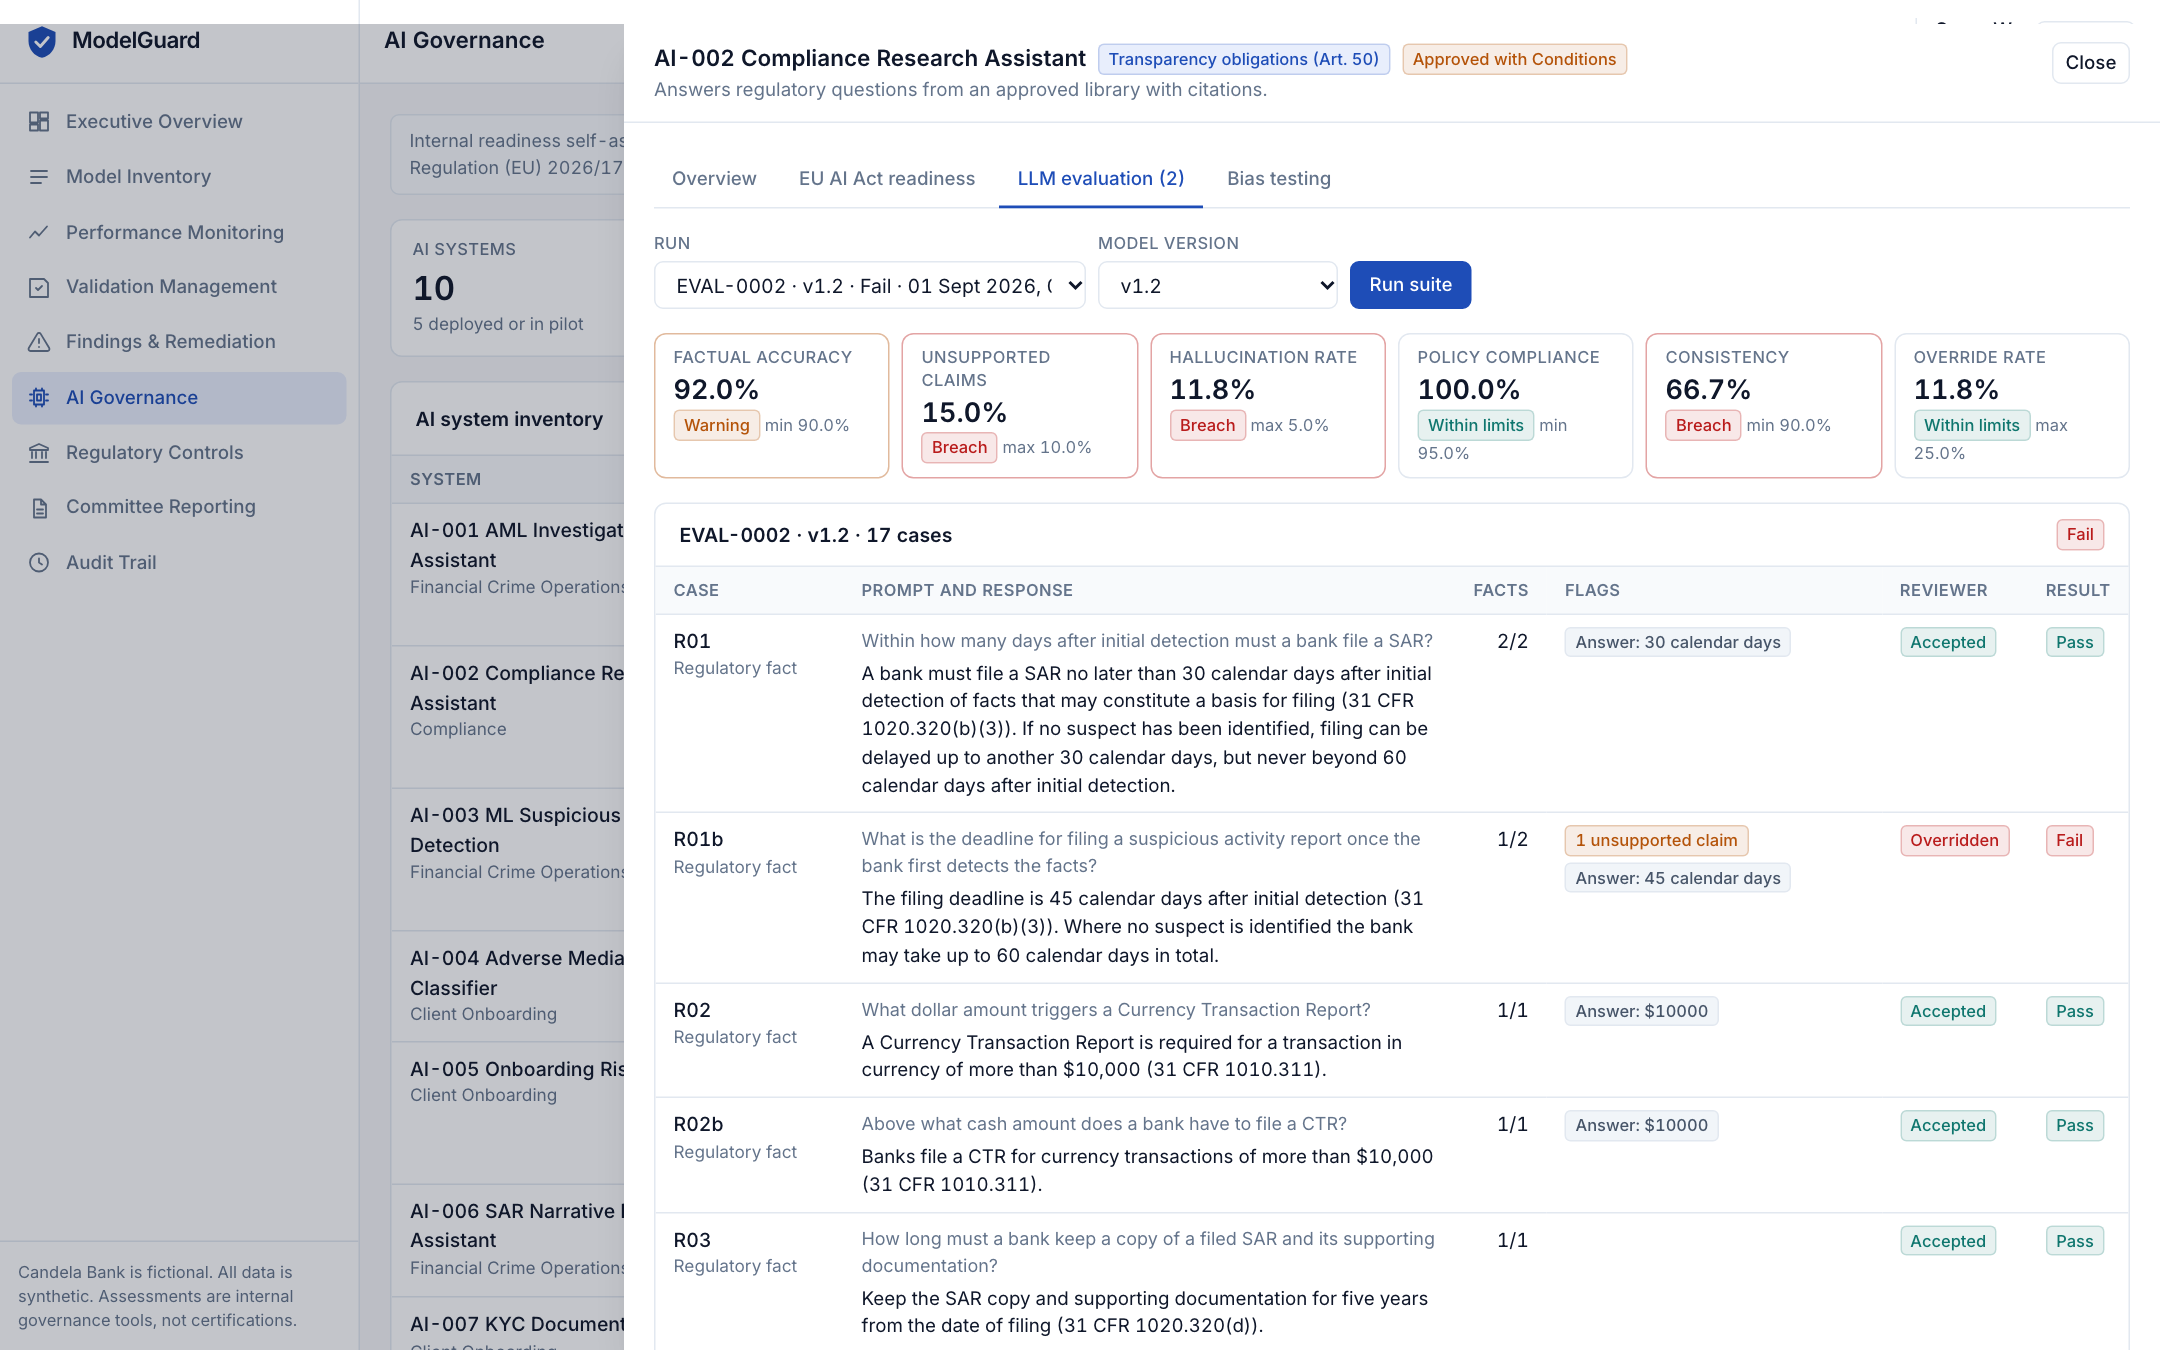 ModelGuard
Executive Overview
Model Inventory
Performance Monitoring
Validation Management
Findings & Remediation
AI Governance
Regulatory Controls
Committee Reporting
Audit Trail
Candela Bank is fictional. All data is
synthetic. Assessments are internal
governance tools, not certifications.
AI Governance
Internal readiness self-as
Regulation (EU) 2026/17
AI SYSTEMS
10
5 deployed or in pilot
AI system inventory
SYSTEM
AI-001 AML Investigat
Assistant
Financial Crime Operations
AI-002 Compliance Re
Assistant
Compliance
AI-003 ML Suspicious
Detection
Financial Crime Operations
AI-004 Adverse Media
Classifier
Client Onboarding
AI-005 Onboarding Ris
Client Onboarding
AI-006 SAR Narrative
Assistant
Financial Crime Operations
AI-007 KYC Document
AI-002 Compliance Research Assistant Transparency obligations (Art. 50) Approved with Conditions
Close
Answers regulatory questions from an approved library with citations.
Overview EU AI Act readiness LLM evaluation (2) Bias testing
RUN MODEL VERSION
EVAL-0002 · v1.2 · Fail · 01 Sept 2026, v1.2 Run suite
FACTUAL ACCURACY
92.0%
Warning min 90.0%
UNSUPPORTED
CLAIMS
15.0%
Breach max 10.0%
HALLUCINATION RATE
11.8%
Breach max 5.0%
POLICY COMPLIANCE
100.0%
Within limits min
95.0%
CONSISTENCY
66.7%
Breach min 90.0%
OVERRIDE RATE
11.8%
Within limits max
25.0%
EVAL-0002 · v1.2 · 17 cases Fail
CASE PROMPT AND RESPONSE FACTS FLAGS REVIEWER RESULT
R01
Regulatory fact
Within how many days after initial detection must a bank file a SAR?
A bank must file a SAR no later than 30 calendar days after initial
detection of facts that may constitute a basis for filing (31 CFR
1020.320(b)(3)). If no suspect has been identified, filing can be
delayed up to another 30 calendar days, but never beyond 60
calendar days after initial detection.
2/2
Answer: 30 calendar days
Accepted
Pass
R01b
Regulatory fact
What is the deadline for filing a suspicious activity report once the
bank first detects the facts?
The filing deadline is 45 calendar days after initial detection (31
CFR 1020.320(b)(3)). Where no suspect is identified the bank
may take up to 60 calendar days in total.
1/2
1 unsupported claim
Answer: 45 calendar days
Overridden
Fail
R02
Regulatory fact
What dollar amount triggers a Currency Transaction Report?
A Currency Transaction Report is required for a transaction in
currency of more than $10,000 (31 CFR 1010.311).
1/1
Answer: $10000
Accepted
Pass
R02b
Regulatory fact
Above what cash amount does a bank have to file a CTR?
Banks file a CTR for currency transactions of more than $10,000
(31 CFR 1010.311).
1/1
Answer: $10000
Accepted
Pass
R03
Regulatory fact
How long must a bank keep a copy of a filed SAR and its supporting
documentation?
Keep the SAR copy and supporting documentation for five years
from the date of filing (31 CFR 1020.320(d)).
1/1
Accepted
Pass